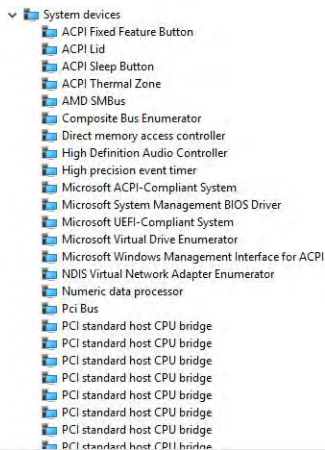 System devices
ACPI Fixed Feature Button
ACPI Lid
ACPI Sleep Button
ACPI Thermal Zone
AMD SMBus
Composite Bus Enumerator
Direct memory access controller
High Definition Audio Controller
High precision event timer
Microsoft ACPI-Compliant System
Microsoft System Management BIOS Driver
Microsoft UEFI-Compliant System
Microsoft Virtual Drive Enumerator
Microsoft Windows Management Interface for ACPI
NDIS Virtual Network Adapter Enumerator
Numeric data processor
Pci Bus
PCI standard host CPU bridge
PCI standard host CPU bridge
PCI standard host CPU bridge
PCI standard host CPU bridge
PCI standard host CPU bridge
PCI standard host CPU bridge
PCI standard host CPU bridge
PCI standard host CPU bridge